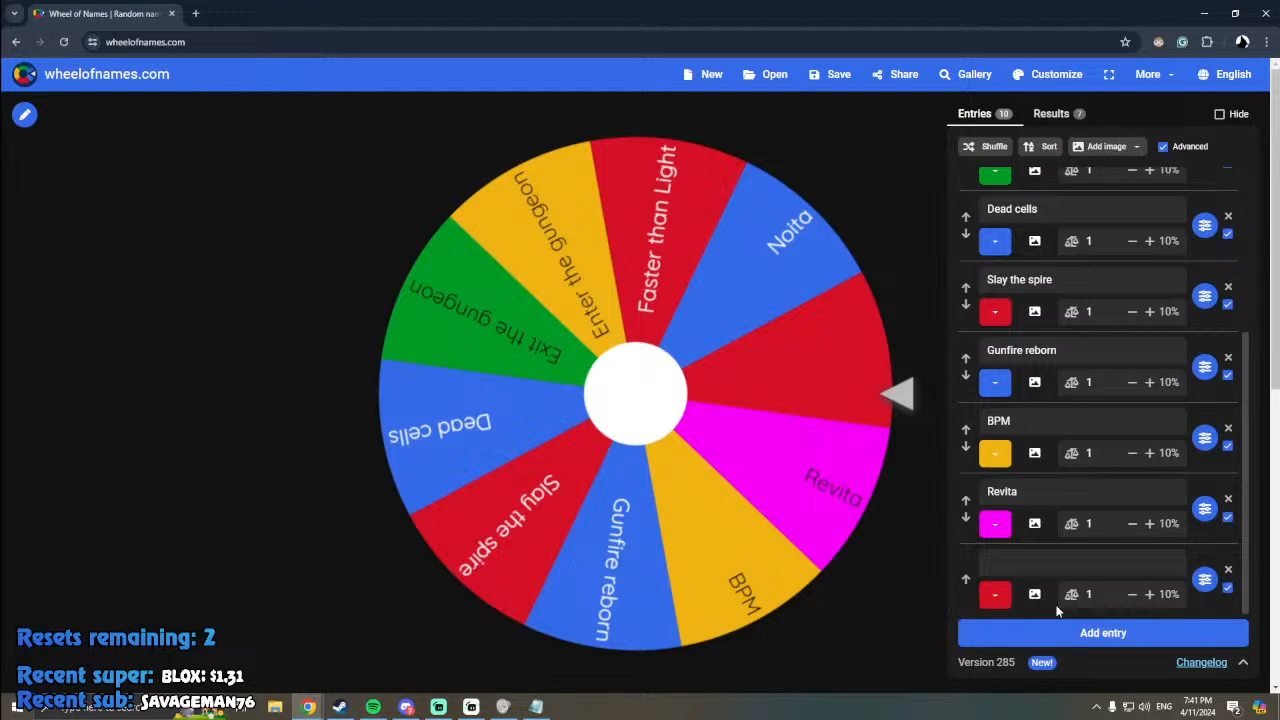 Wheel of Names | Random nam
wheelofnames.com
wheelofnames.com
New
Open
Save
Share
Gallery
Customize
More
English
Entries 10
Results 7
Hide
Shuffle
Sort
Add image
Advanced
1
10%
Dead cells
1
10%
Slay the spire
1
10%
Gunfire reborn
1
10%
BPM
1
10%
Revita
1
10%
1
10%
Add entry
Version 285
New!
Changelog
Faster than Light
Noita
Revita
BPM
Gunfire reborn
Slay the spire
Dead cells
Exit the gungeon
Enter the gungeon
Resets remaining: 2
Recent super: BLOX: $1.31
Recent sub: SAVAGEMAN76
7:41 PM
ENG
4/11/2024